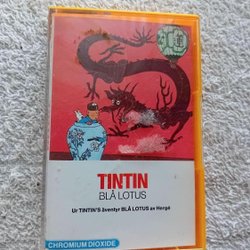 TINTIN
BLÅ LOTUS
Ur TINTIN'S äventyr BLÅ LOTUS av Hergé
CHROMIUM DIOXIDE